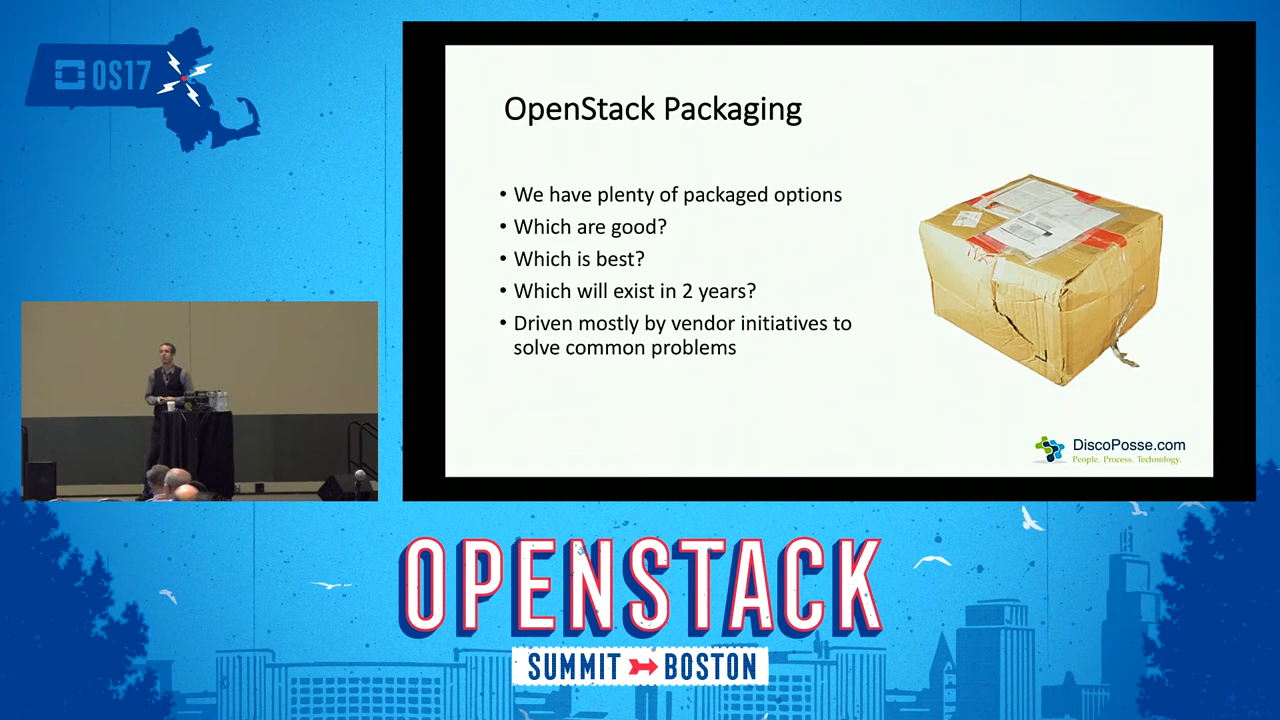 OS17
OpenStack Packaging
• We have plenty of packaged options
• Which are good?
• Which is best?
• Which will exist in 2 years?
• Driven mostly by vendor initiatives to
solve common problems
DiscoPosse.com
People. Process. Technology.
OPENSTACK
SUMMIT BOSTON